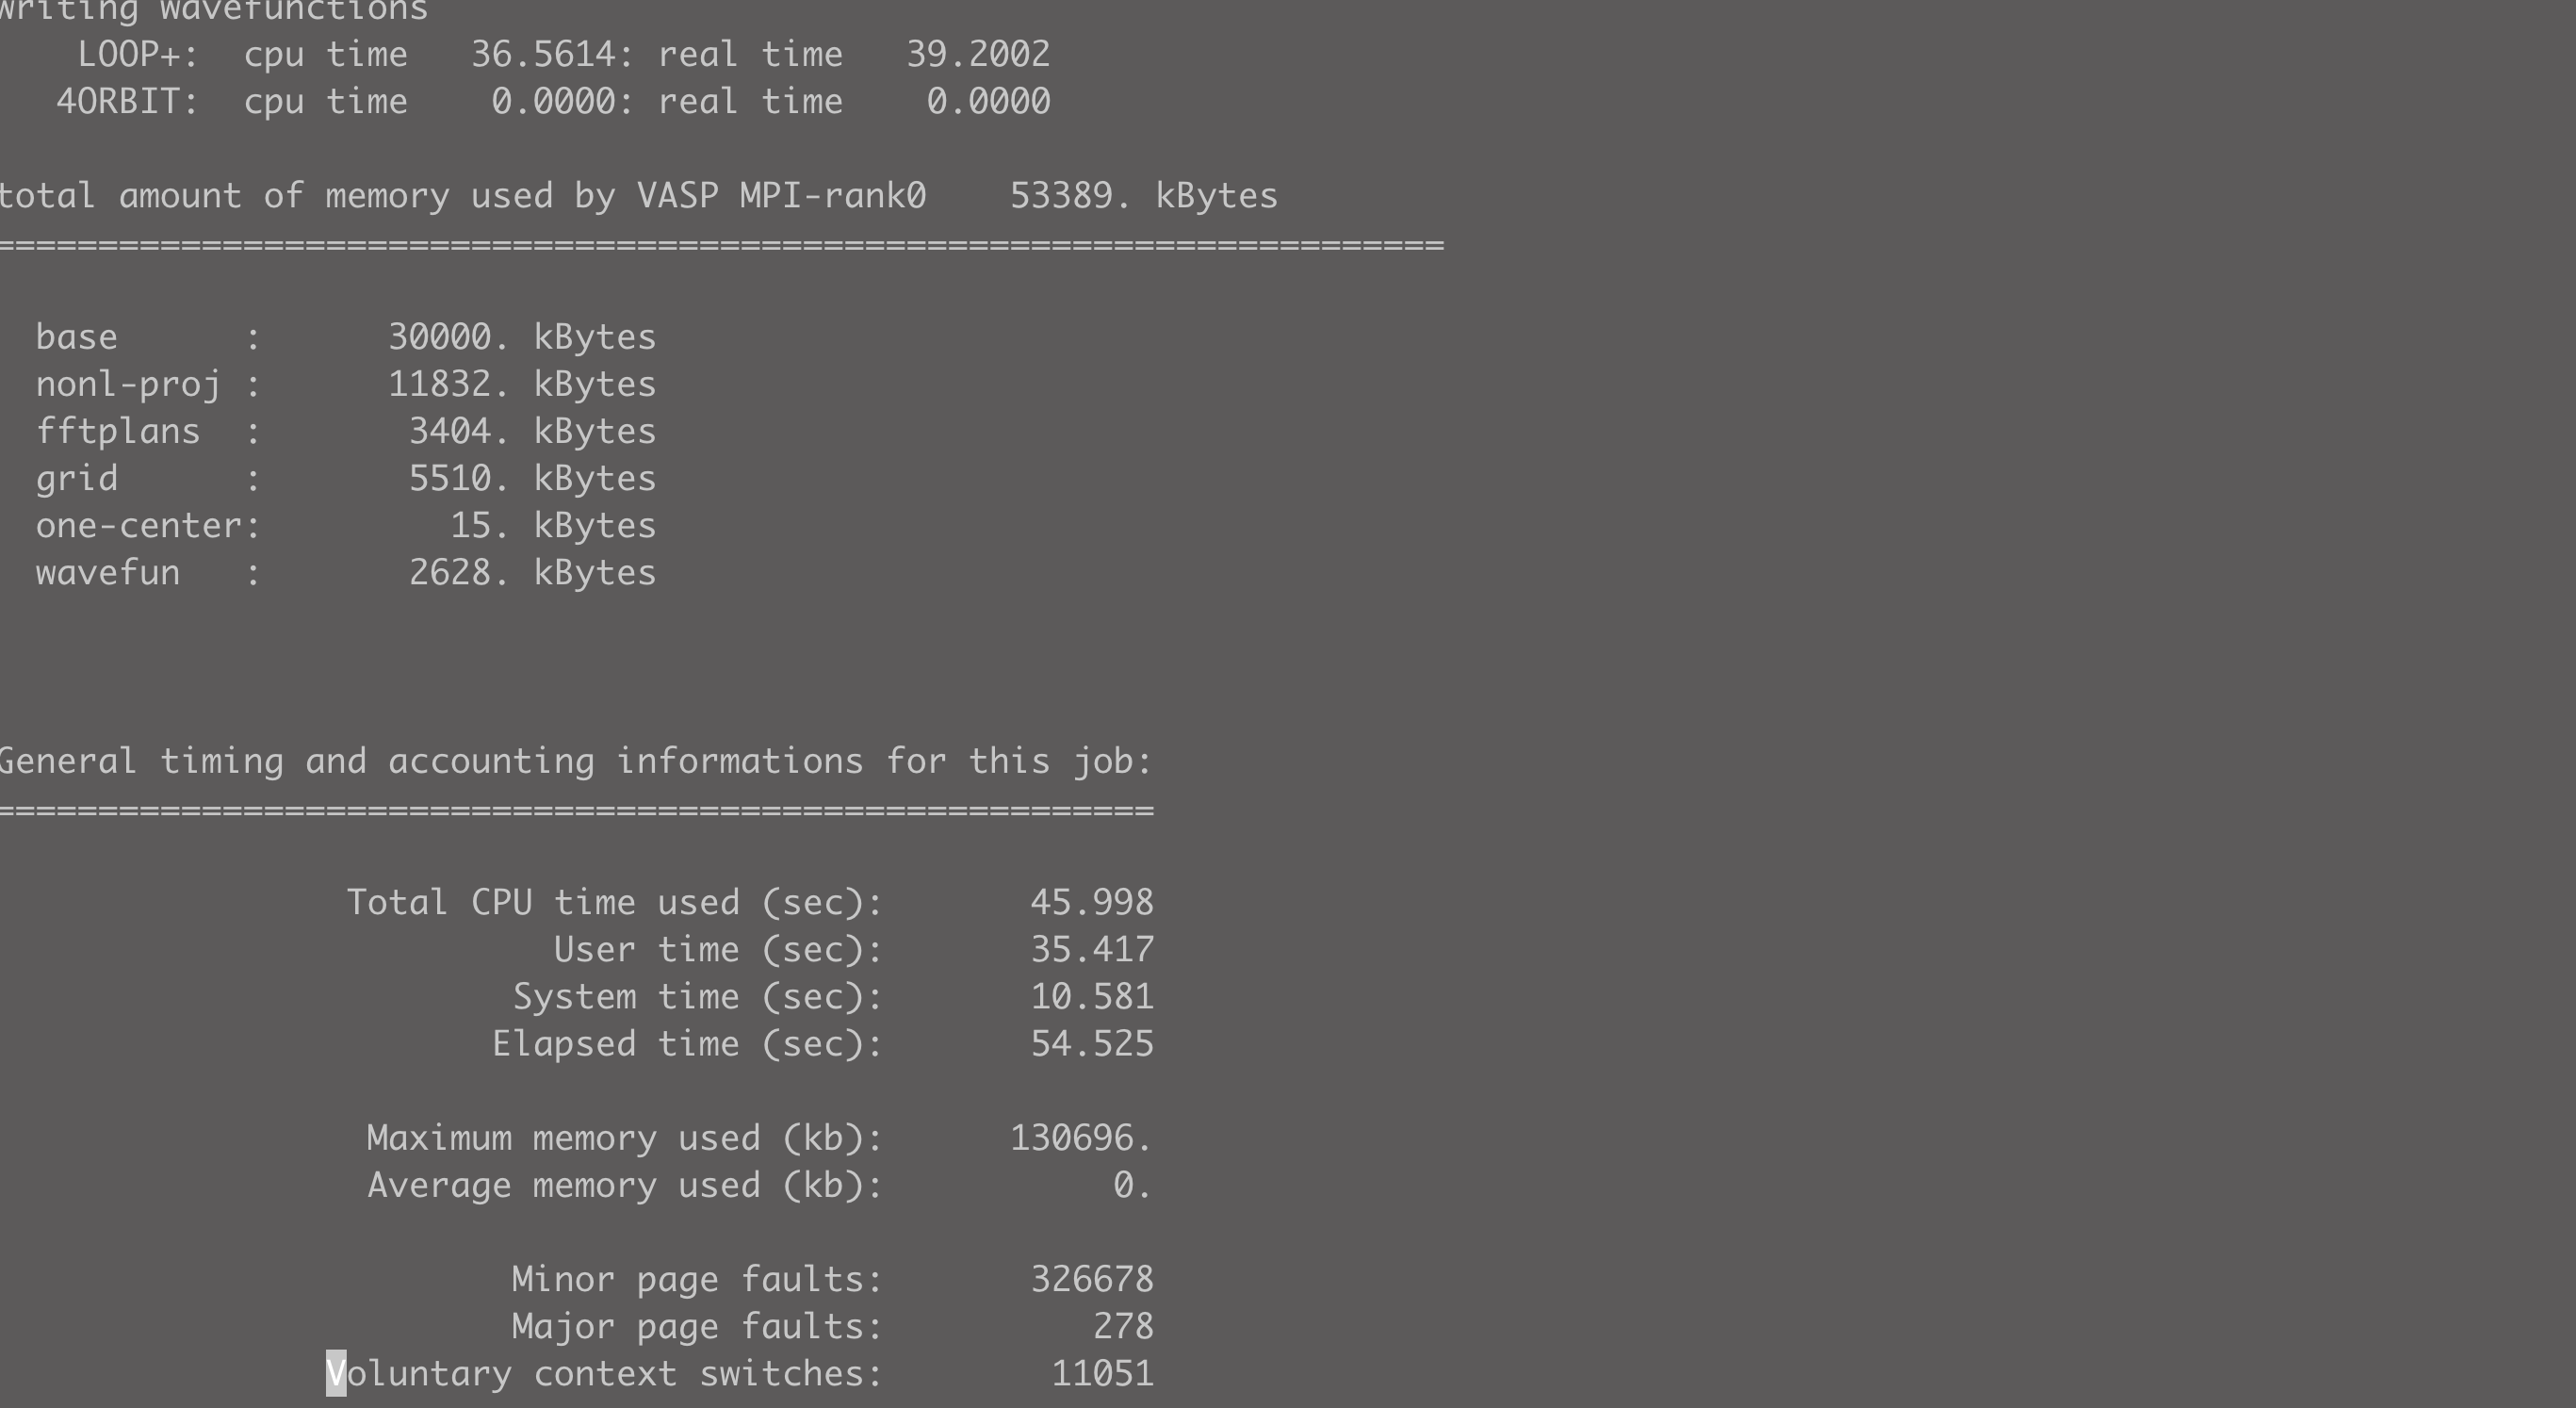 writing wavefunctions
LOOP+: cpu time 36.5614: real time 39.2002
4ORBIT: cpu time 0.0000: real time 0.0000
total amount of memory used by VASP MPI-rank0 53389. kBytes
=======================================================================
base : 30000. kBytes
nonl-proj : 11832. kBytes
fftplans : 3404. kBytes
grid : 5510. kBytes
one-center: 15. kBytes
wavefun : 2628. kBytes
General timing and accounting informations for this job:
========================================================
Total CPU time used (sec): 45.998
User time (sec): 35.417
System time (sec): 10.581
Elapsed time (sec): 54.525
Maximum memory used (kb): 130696.
Average memory used (kb): 0.
Minor page faults: 326678
Major page faults: 278
Voluntary context switches: 11051